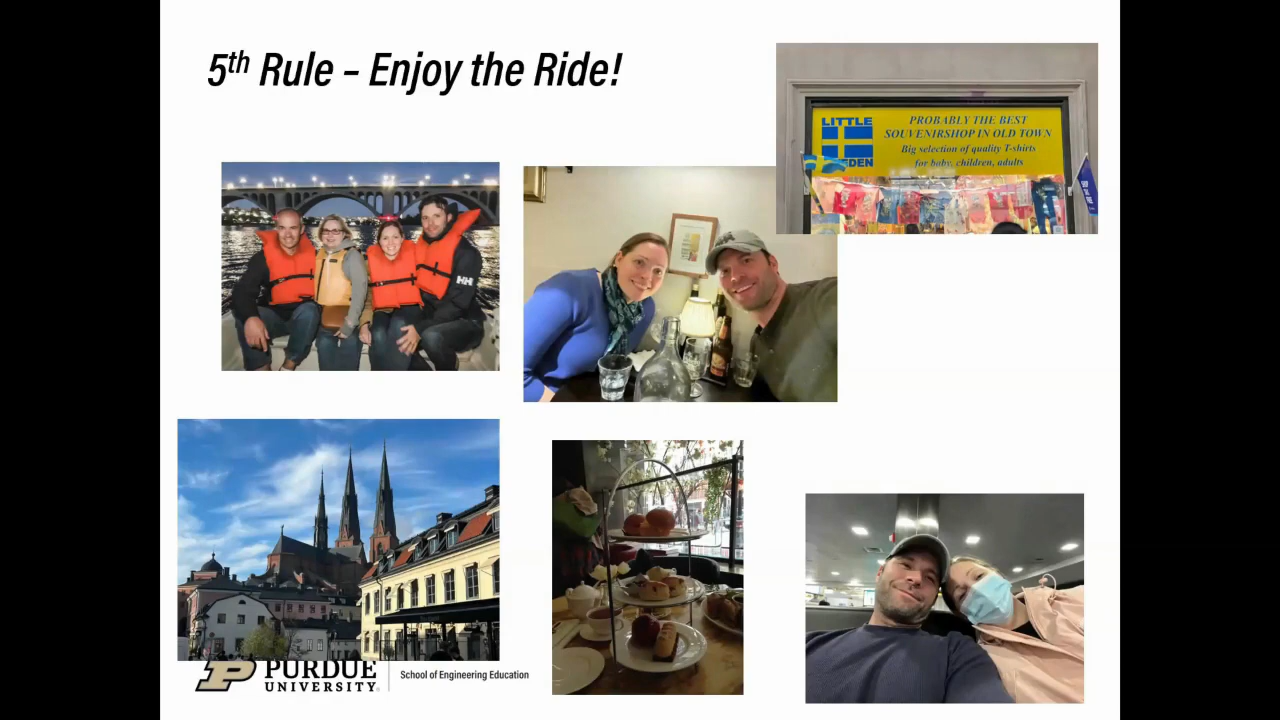 5th Rule – Enjoy the Ride!
LITTLE
EDEN
PROBABLY THE BEST
SOUVENIRSHOP IN OLD TOWN
Big selection of quality T-shirts
for baby, children, adults
HH
P PURDUE
UNIVERSITY®
School of Engineering Education